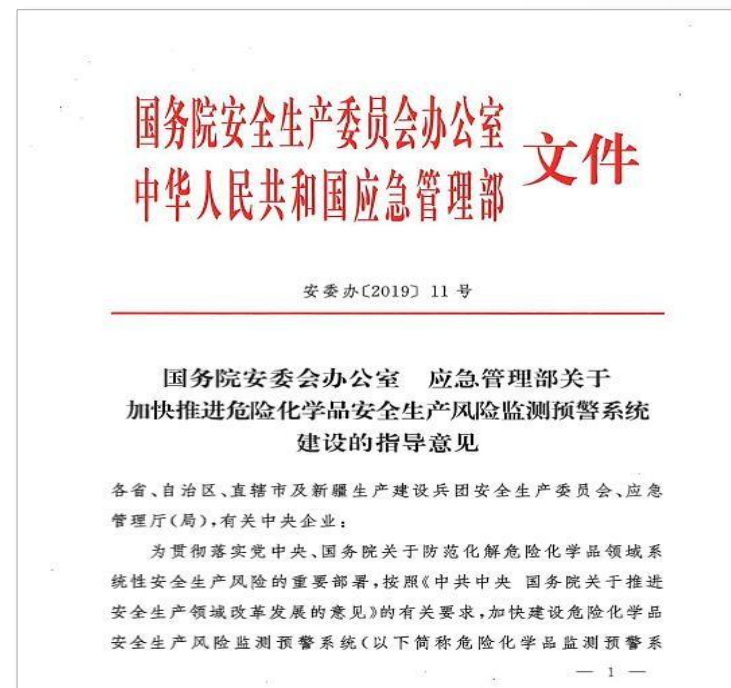 国务院安全生产委员会办公室
中华人民共和国应急管理部
文件
安委办〔2019〕11号
国务院安委会办公室 应急管理部关于
加快推进危险化学品安全生产风险监测预警系统
建设的指导意见
各省、自治区、直辖市及新疆生产建设兵团安全生产委员会、应急
管理厅(局),有关中央企业:
为贯彻落实党中央、国务院关于防范化解危险化学品领域系
统性安全生产风险的重要部署,按照《中共中央 国务院关于推进
安全生产领域改革发展的意见》的有关要求,加快建设危险化学品
安全生产风险监测预警系统(以下简称危险化学品监测预警系
— 1 —